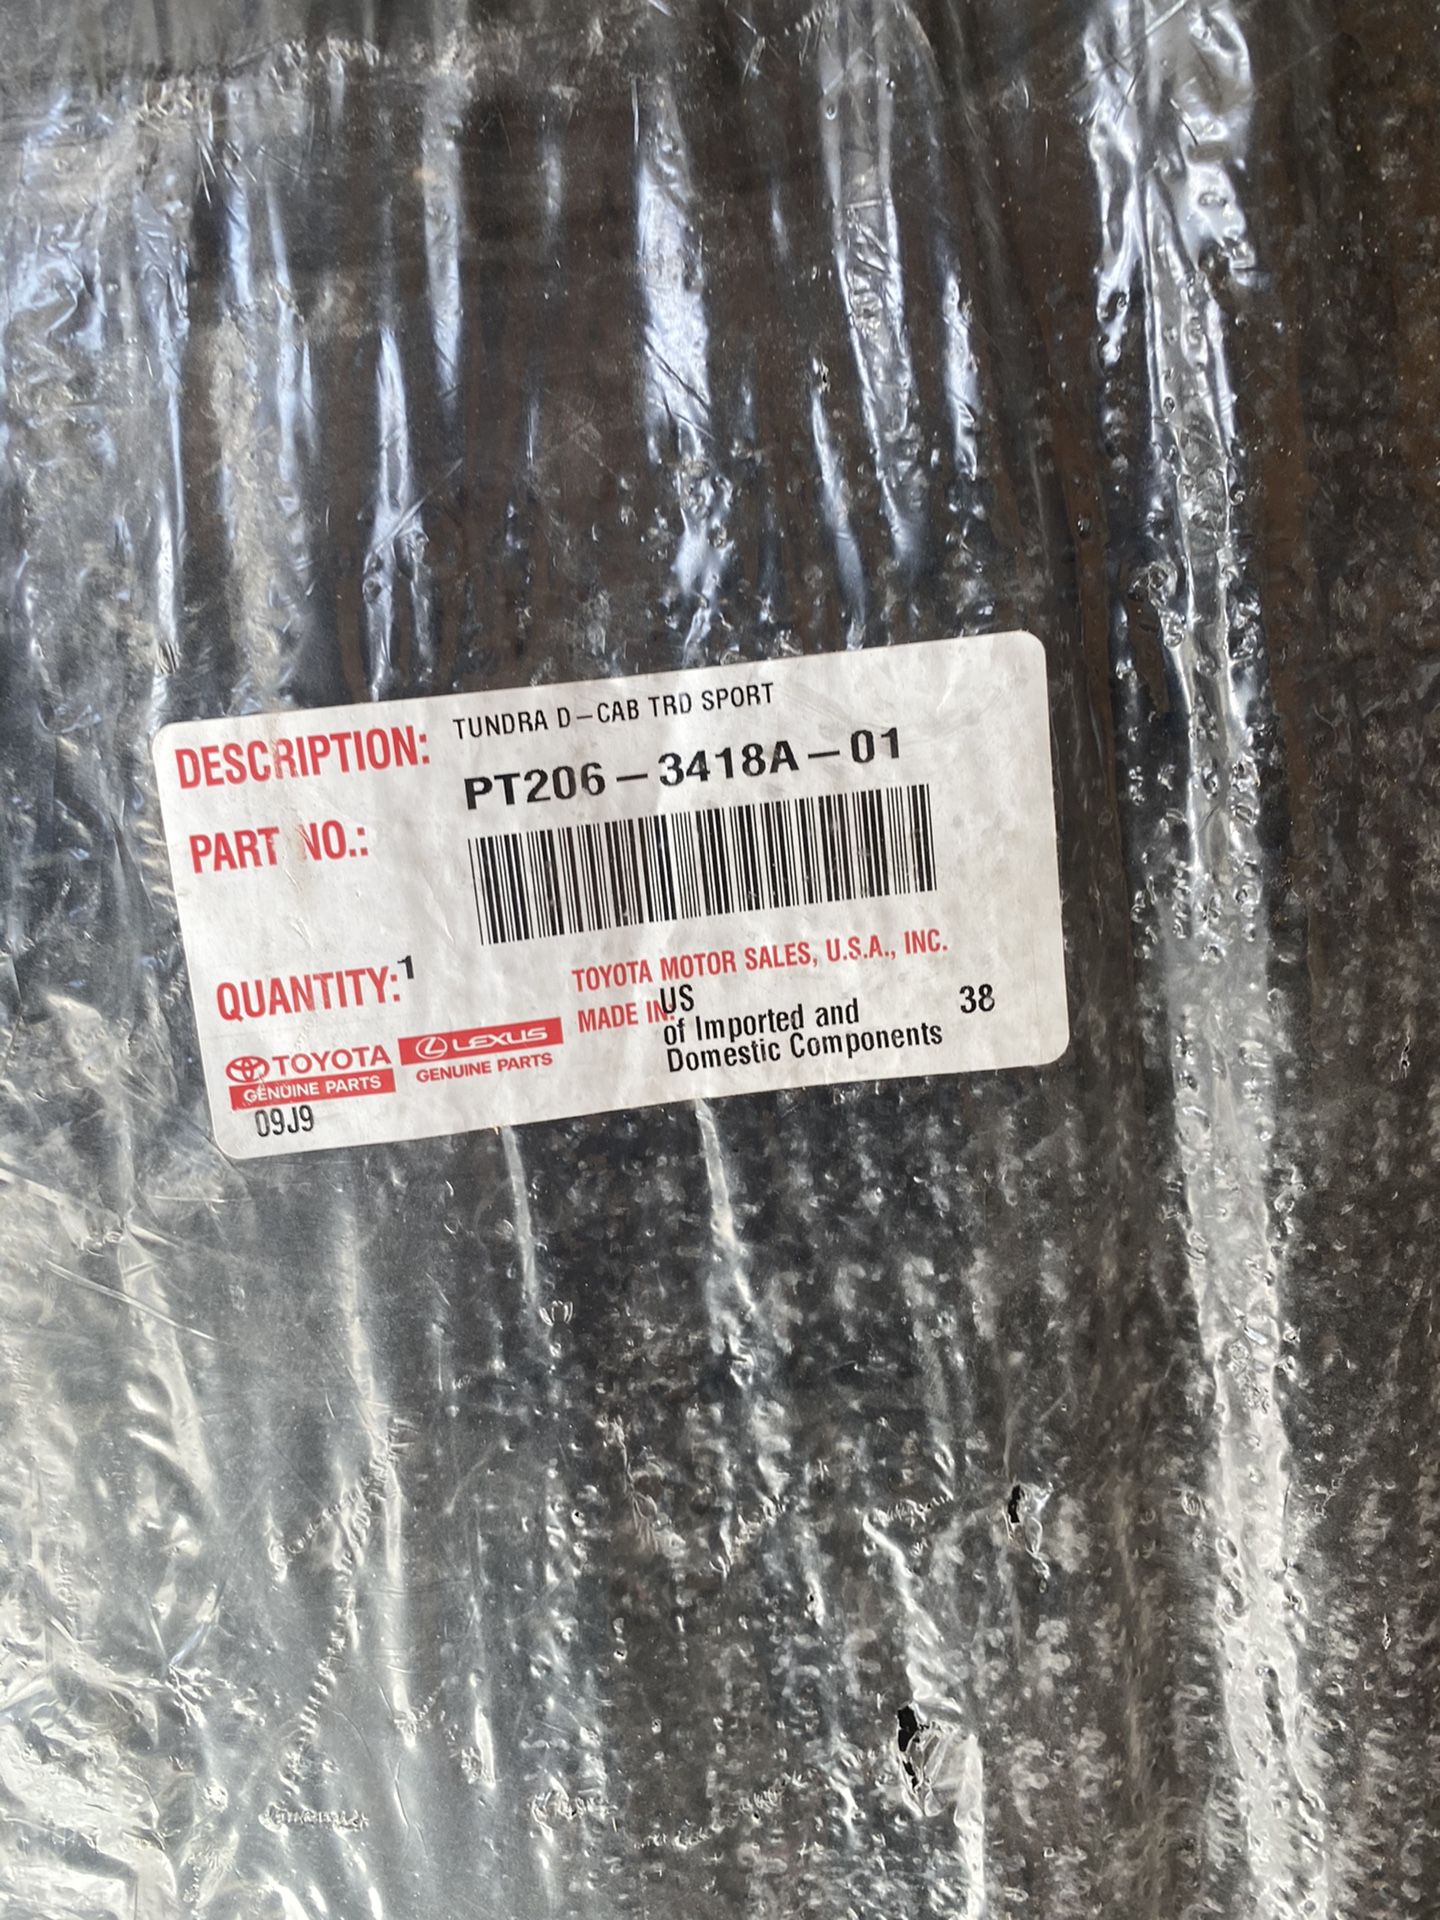 DESCRIPTION: TUNDRA D-CAB TRD SPORT
PT206-3418A-01
PART NO.:
QUANTITY: 1
TOYOTA MOTOR SALES, U.S.A., INC.
MADE IN: US
of Imported and 38
Domestic Components
TOYOTA
GENUINE PARTS
LEXUS
GENUINE PARTS
09J9